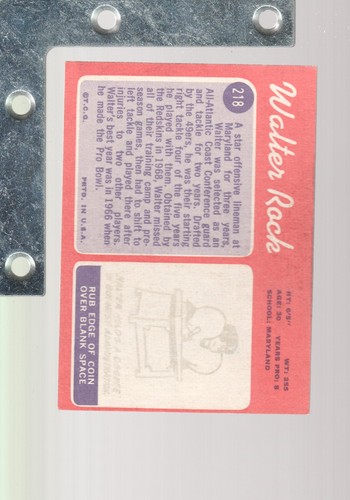 Walter Rock
HT: 6'5" WT: 255
AGE: 30 YEARS PRO: 8
SCHOOL: MARYLAND
218
A star offensive lineman at
Maryland for three years,
Walter was selected as an
All-Atlantic Coast Conference guard
and tackle for two years. Drafted
by the 49ers, he was their starting
right tackle four of the five years
he played with them. Obtained by
the Redskins in 1968, Walter missed
all of their training camp and pre-
season games, then had to shift to
left tackle and played there after
injuries to two other players.
Walter's best year was in 1966 when
he made the Pro Bowl.
©T.C.G. PRTD. IN U.S.A.
RUB EDGE OF COIN
OVER BLANK SPACE